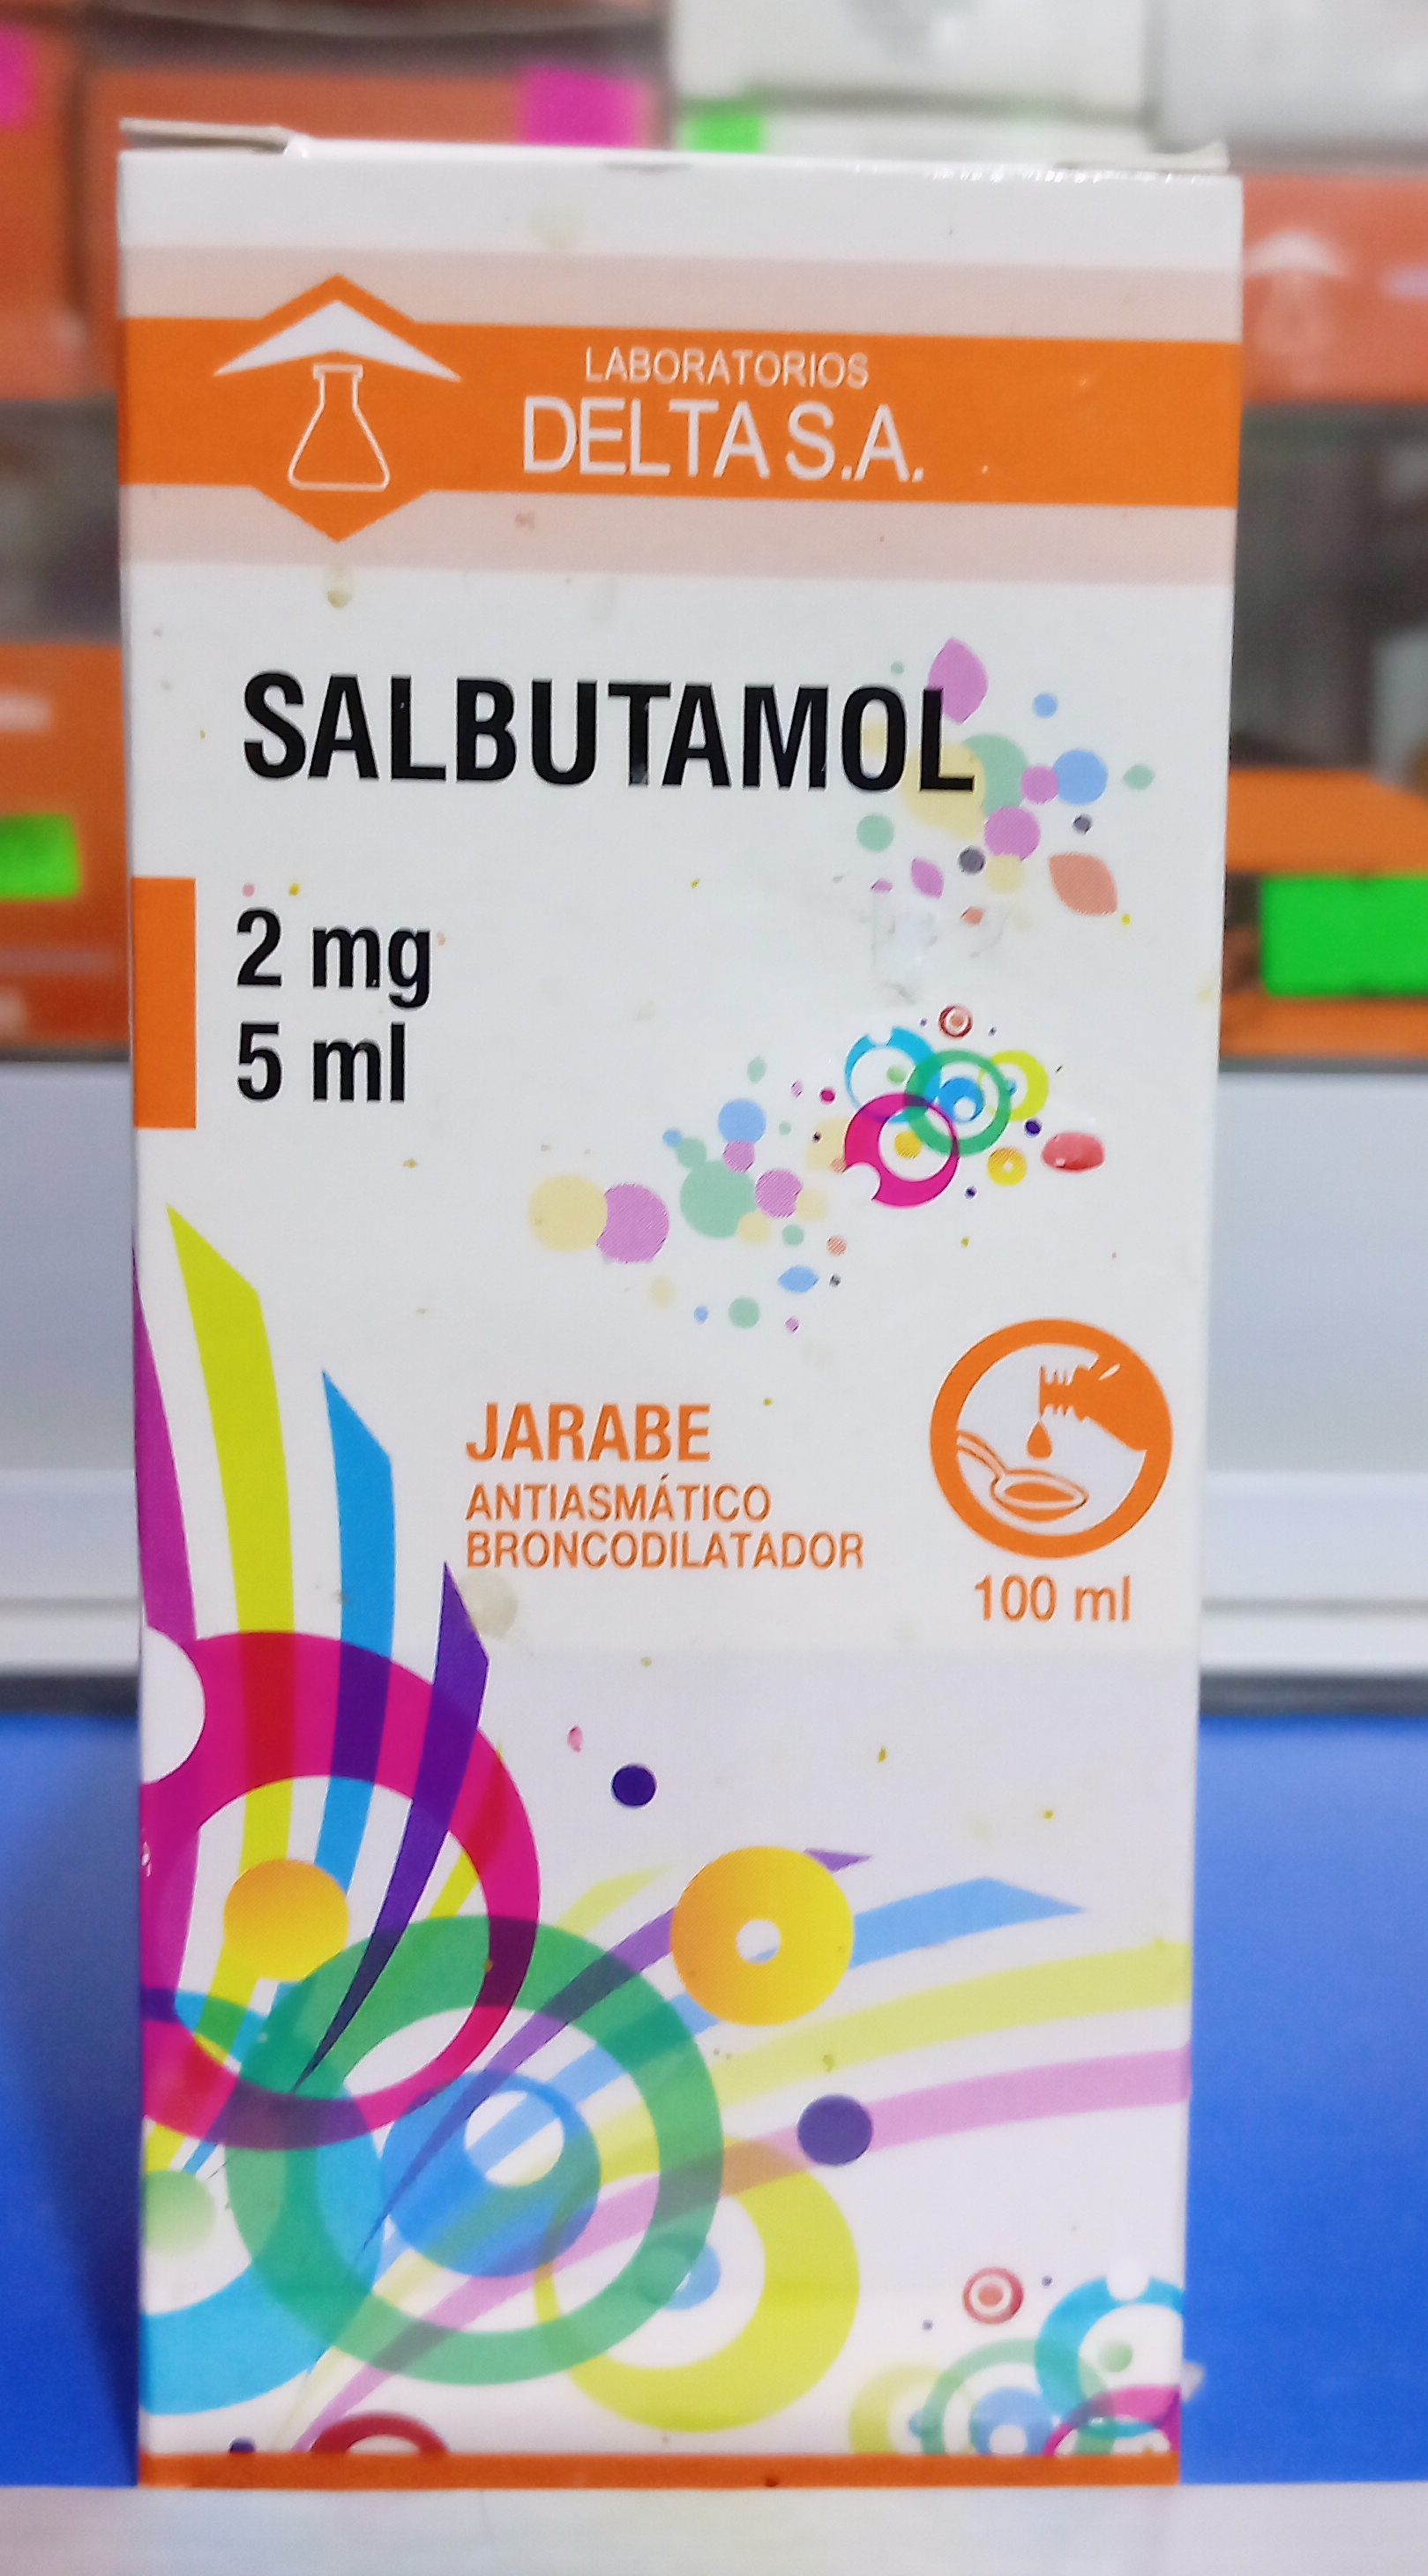 LABORATORIOS
DELTA S.A.
SALBUTAMOL
2 mg
5 ml
JARABE
ANTIASMÁTICO
BRONCODILATADOR
100 ml